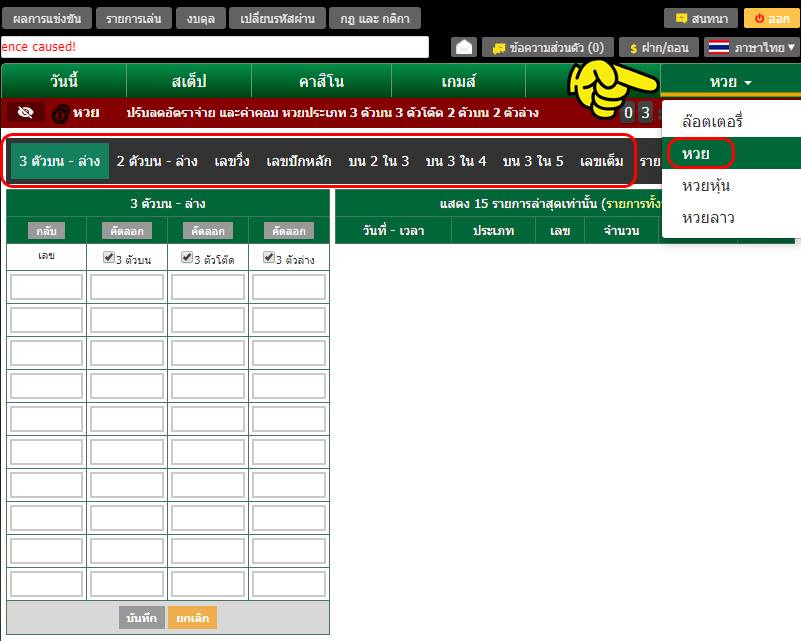 ผลการแข่งขัน รายการเล่น งบดุล เปลี่ยนรหัสผ่าน กฎ และ กติกา สนทนา ออก
ence caused! ข้อความส่วนตัว (0) $ ฝาก/ถอน ภาษาไทย
วันนี้ สเต็ป คาสิโน เกมส์ หวย
หวย ปรับลดอัตราจ่าย และค่าคอม หวยประเภท 3 ตัวบน 3 ตัวโต๊ด 2 ตัวบน 2 ตัวล่าง 0 3
ล๊อตเตอรี่
หวย
หวยหุ้น
หวยลาว
3 ตัวบน - ล่าง 2 ตัวบน - ล่าง เลขวิ่ง เลขปักหลัก บน 2 ใน 3 บน 3 ใน 4 บน 3 ใน 5 เลขเต็ม ราย
3 ตัวบน - ล่าง
กลับ คัดลอก คัดลอก คัดลอก
เลข 3 ตัวบน 3 ตัวโต๊ด 3 ตัวล่าง
บันทึก ยกเลิก
แสดง 15 รายการล่าสุดเท่านั้น (รายการทั้ง
วันที่ - เวลา ประเภท เลข จำนวน